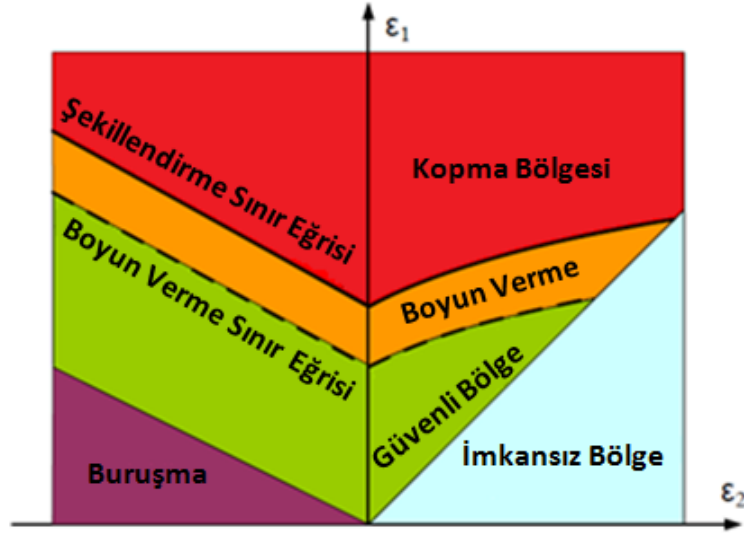 ε1
Şekillendirme Sınır Eğrisi
Kopma Bölgesi
Boyun Verme Sınır Eğrisi
Boyun Verme
Güvenli Bölge
Buruşma
İmkansız Bölge
ε2